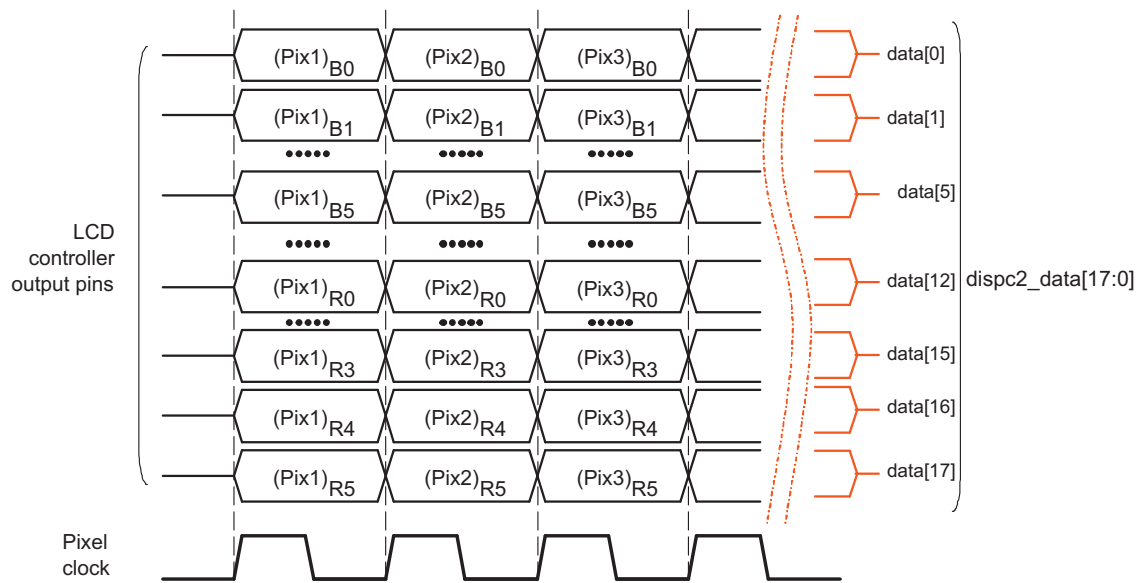 (Pix1)B0 (Pix2)B0 (Pix3)B0 data[0]
(Pix1)B1 (Pix2)B1 (Pix3)B1 data[1]
(Pix1)B5 (Pix2)B5 (Pix3)B5 data[5]
LCD
controller
output pins
(Pix1)R0 (Pix2)R0 (Pix3)R0 data[12] dispc2_data[17:0]
(Pix1)R3 (Pix2)R3 (Pix3)R3 data[15]
(Pix1)R4 (Pix2)R4 (Pix3)R4 data[16]
(Pix1)R5 (Pix2)R5 (Pix3)R5 data[17]
Pixel
clock